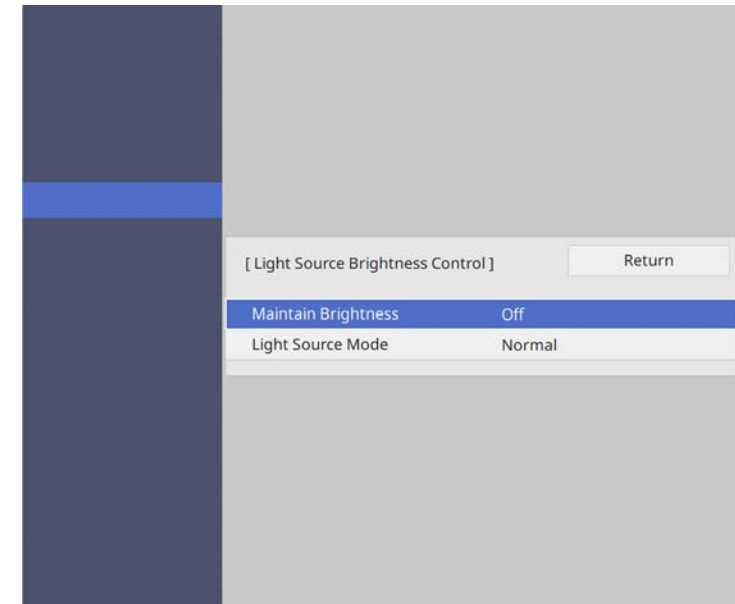 [ Light Source Brightness Control ] Return
Maintain Brightness Off
Light Source Mode Normal